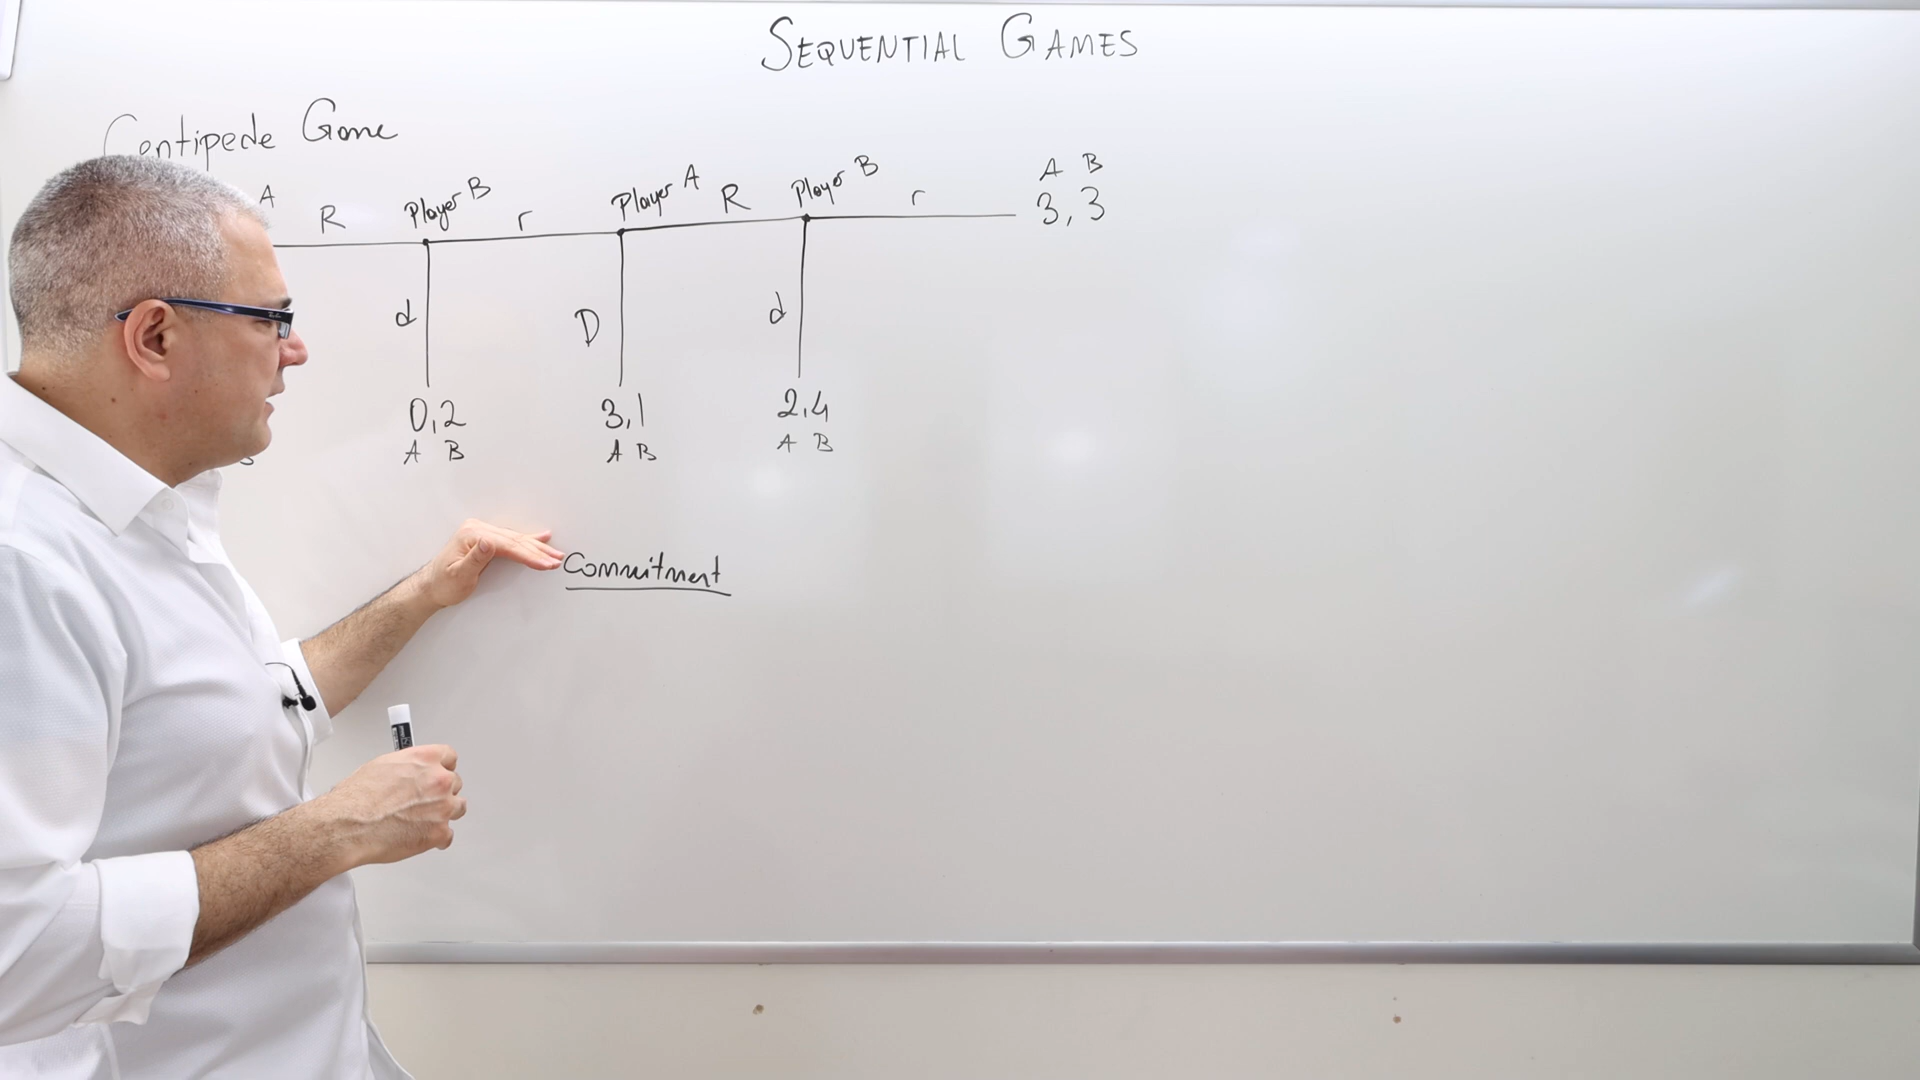 SEQUENTIAL GAMES
Centipede Game
A R Player B r Player A R Player B r A B
3, 3
d D d
0,2 3,1 2,4
A B A B A B
Commitment